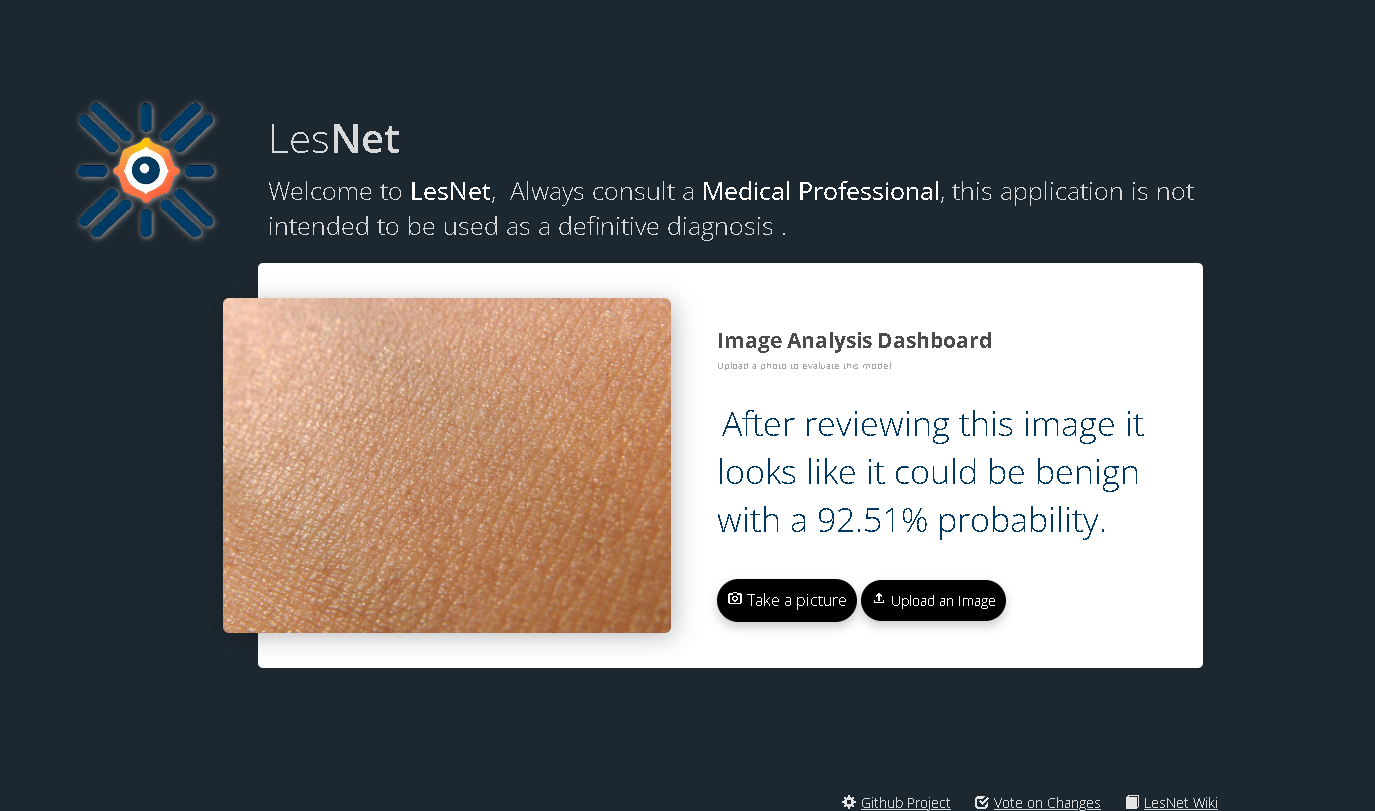 LesNet
Welcome to LesNet, Always consult a Medical Professional, this application is not
intended to be used as a definitive diagnosis .
Image Analysis Dashboard
Upload a photo to evaluate this model
After reviewing this image it
looks like it could be benign
with a 92.51% probability.
Take a picture
Upload an Image
Github Project
Vote on Changes
LesNet Wiki